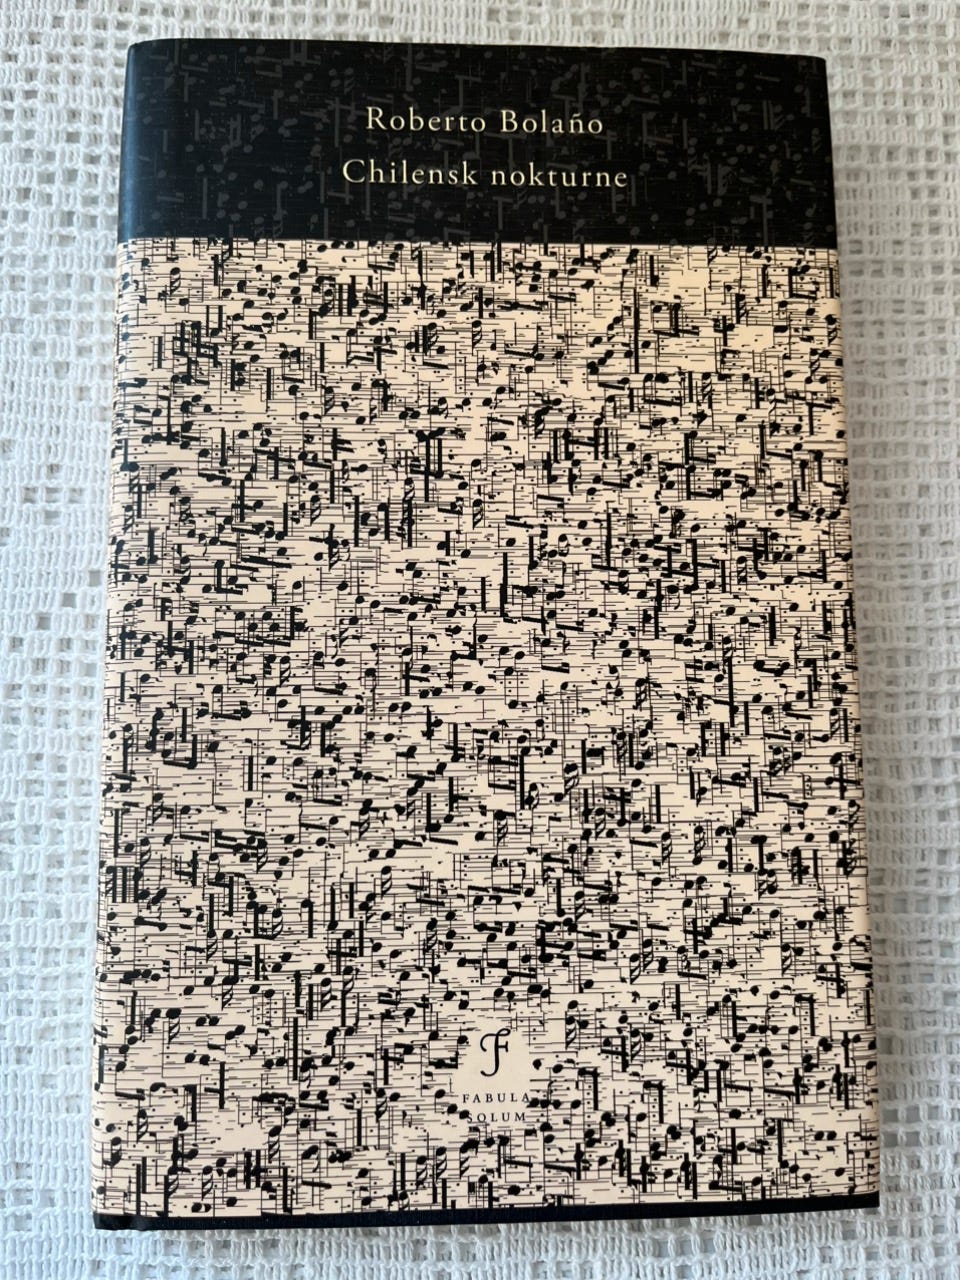 Roberto Bolaño
Chilensk nokturne
F
FABULA
SOLUM